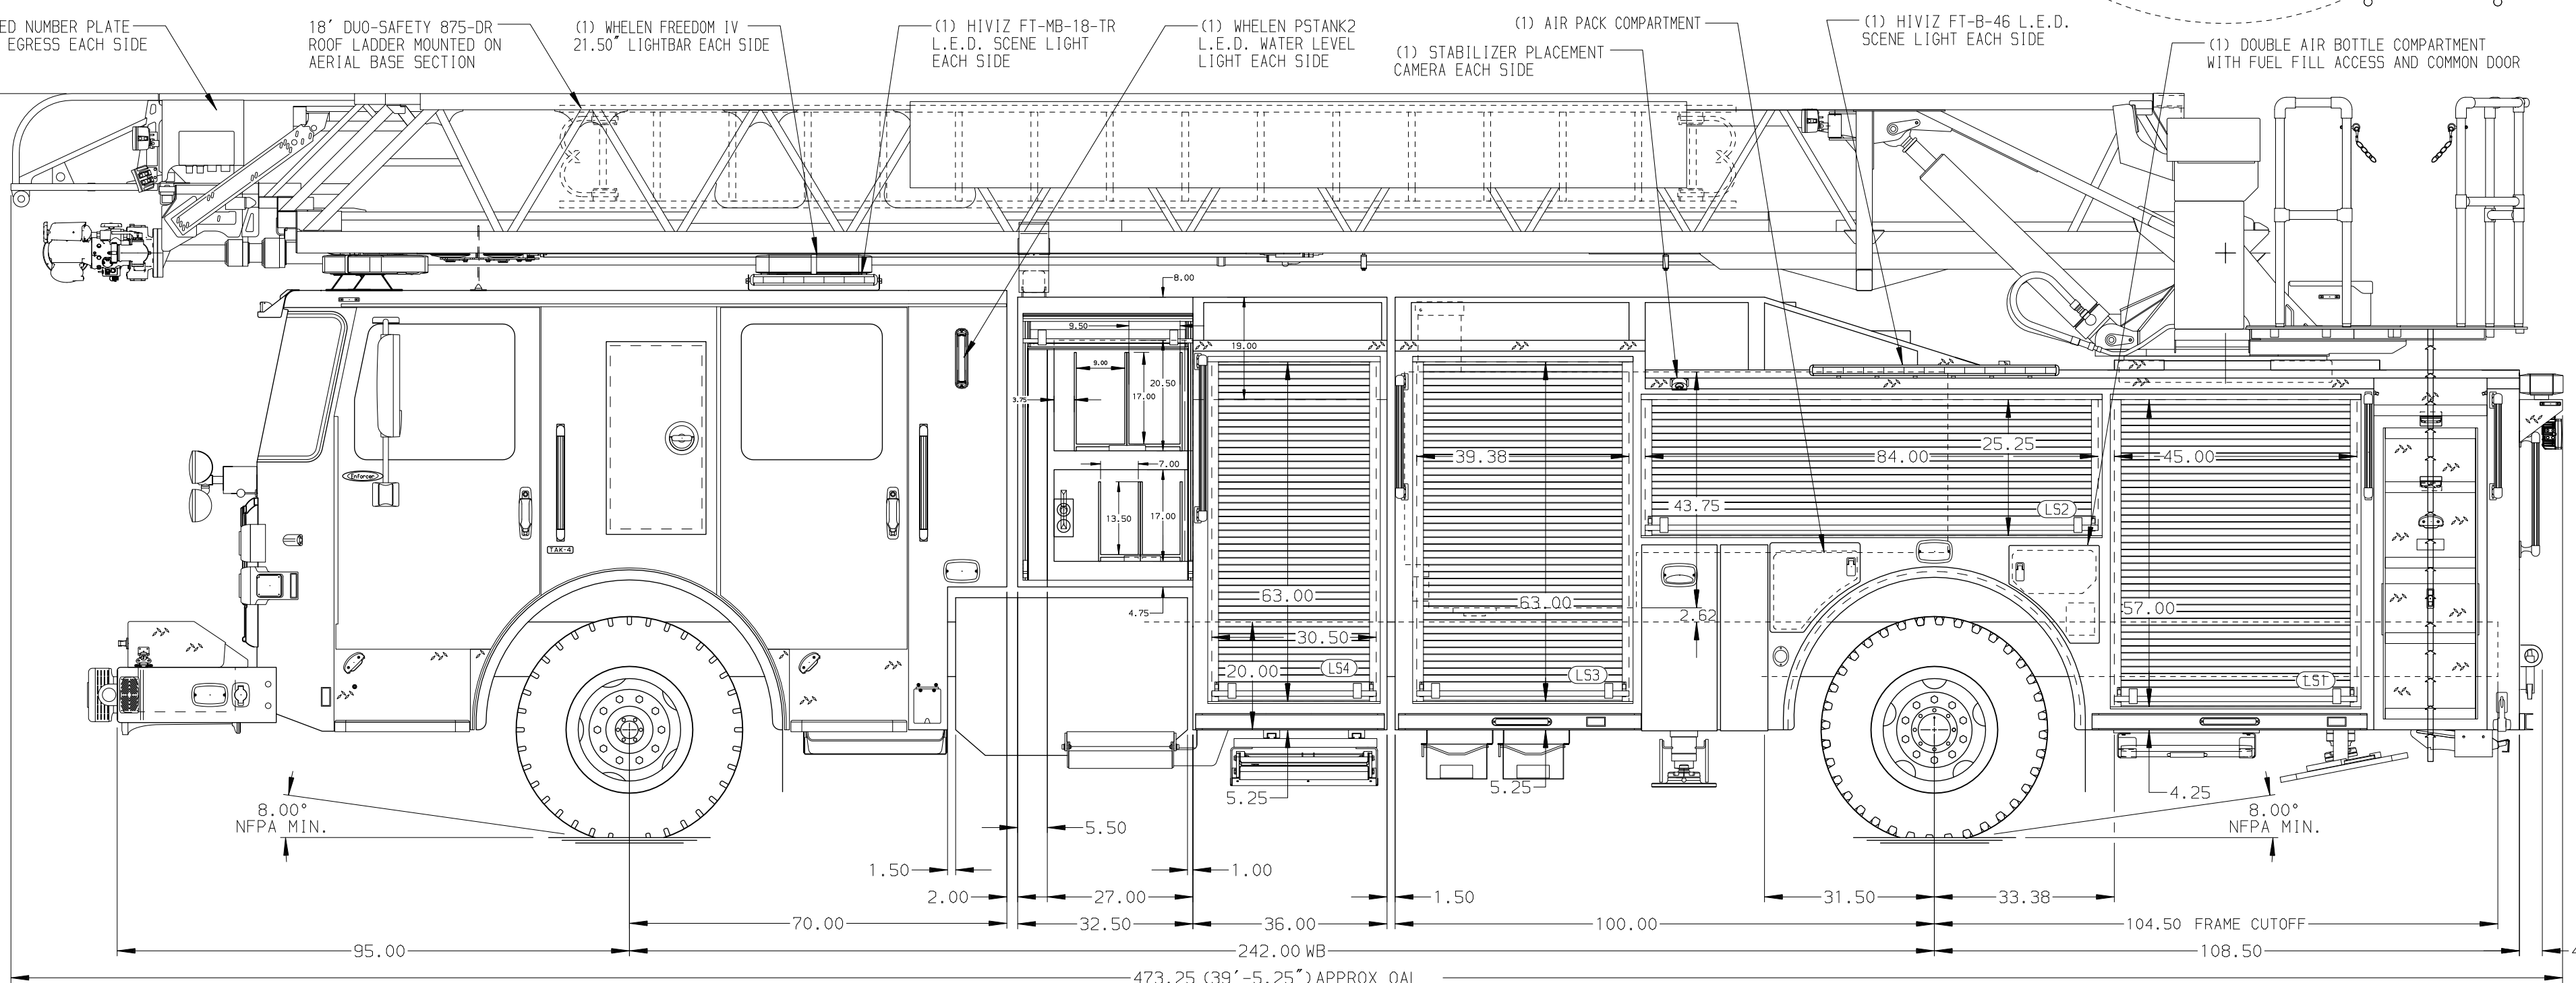 ED NUMBER PLATE
EGRESS EACH SIDE
18' DUO-SAFETY 875-DR
ROOF LADDER MOUNTED ON
AERIAL BASE SECTION
(1) WHELEN FREEDOM IV
21.50" LIGHTBAR EACH SIDE
(1) HIVIZ FT-MB-18-TR
L.E.D. SCENE LIGHT
EACH SIDE
(1) WHELEN PSTANK2
L.E.D. WATER LEVEL
LIGHT EACH SIDE
(1) STABILIZER PLACEMENT
CAMERA EACH SIDE
(1) AIR PACK COMPARTMENT
(1) HIVIZ FT-B-46 L.E.D.
SCENE LIGHT EACH SIDE
(1) DOUBLE AIR BOTTLE COMPARTMENT
WITH FUEL FILL ACCESS AND COMMON DOOR
8.00
9.50
19.00
9.00
20.50
17.00
3.75
7.00
13.50
17.00
4.75
Enforcer
TAK-4
39.38
84.00
25.25
45.00
43.75
LS2
63.00
63.00
2.62
57.00
30.50
20.00
LS4
LS3
LS1
5.25
5.25
4.25
8.00°
NFPA MIN.
8.00°
NFPA MIN.
5.50
1.50
1.00
2.00
27.00
1.50
31.50
33.38
70.00
32.50
36.00
100.00
104.50 FRAME CUTOFF
95.00
242.00 WB
108.50
4
473.25 (39'-5.25") APPROX OAL